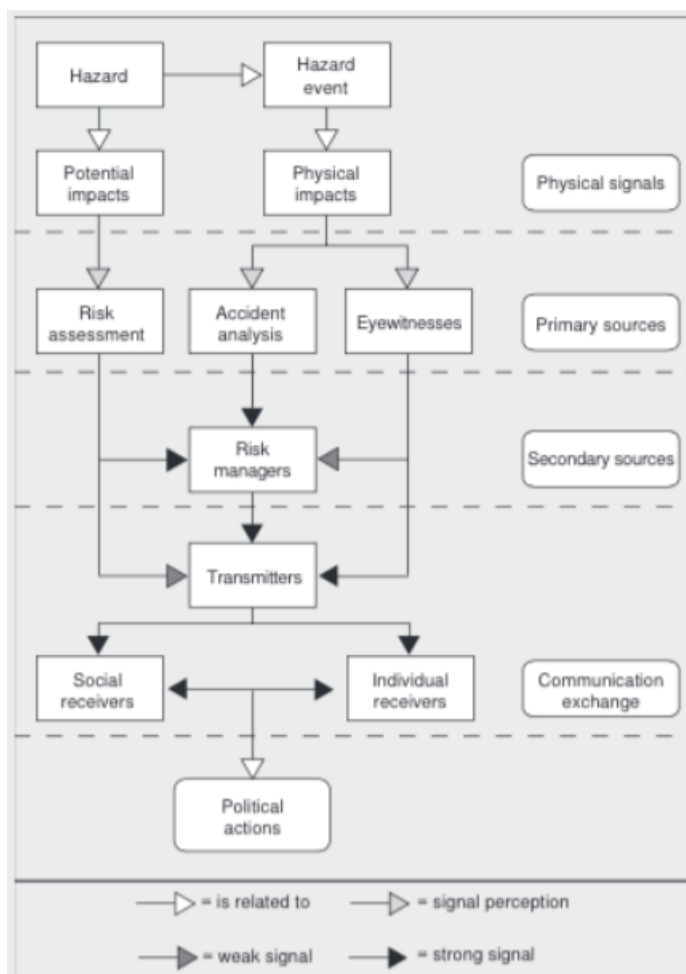 Hazard
Hazard
event
Potential
impacts
Physical
impacts
Physical signals
Risk
assessment
Accident
analysis
Eyewitnesses
Primary sources
Risk
managers
Secondary sources
Transmitters
Social
receivers
Individual
receivers
Communication
exchange
Political
actions
= is related to
= signal perception
= weak signal
= strong signal